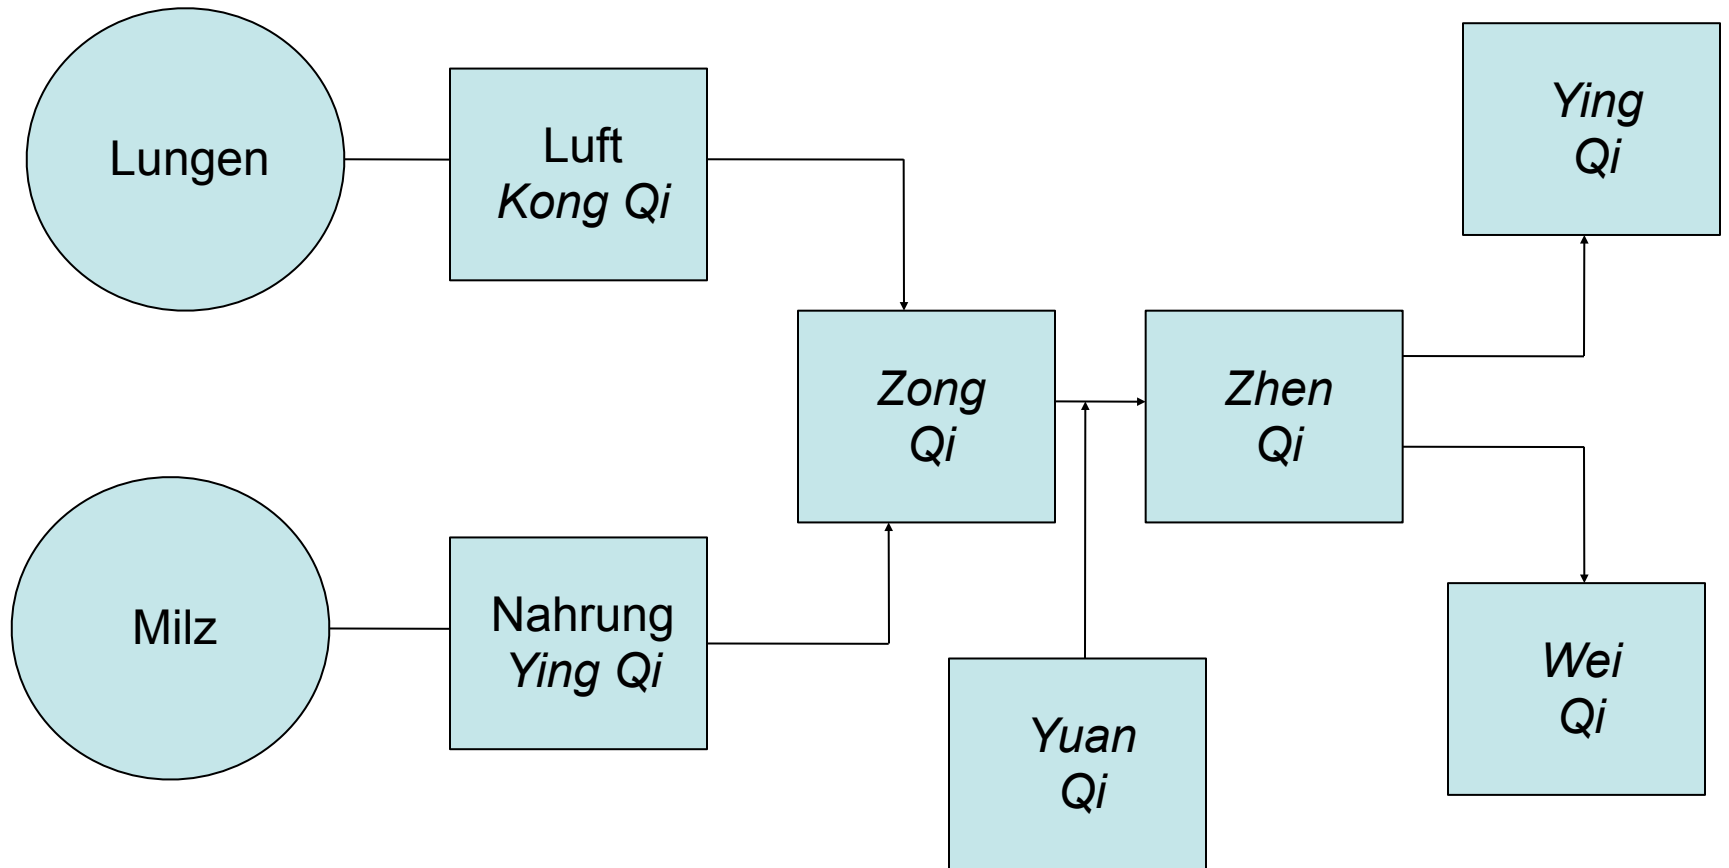 Lungen
Luft
Kong Qi
Ying
Qi
Zong
Qi
Zhen
Qi
Milz
Nahrung
Ying Qi
Yuan
Qi
Wei
Qi